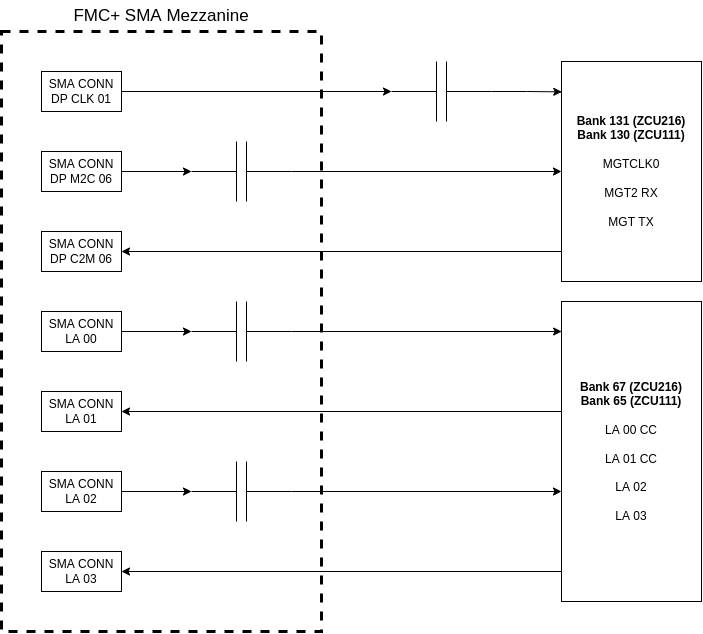 FMC+ SMA Mezzanine
SMA CONN
DP CLK 01
SMA CONN
DP M2C 06
SMA CONN
DP C2M 06
SMA CONN
LA 00
SMA CONN
LA 01
SMA CONN
LA 02
SMA CONN
LA 03
Bank 131 (ZCU216)
Bank 130 (ZCU111)
MGTCLK0
MGT2 RX
MGT TX
Bank 67 (ZCU216)
Bank 65 (ZCU111)
LA 00 CC
LA 01 CC
LA 02
LA 03